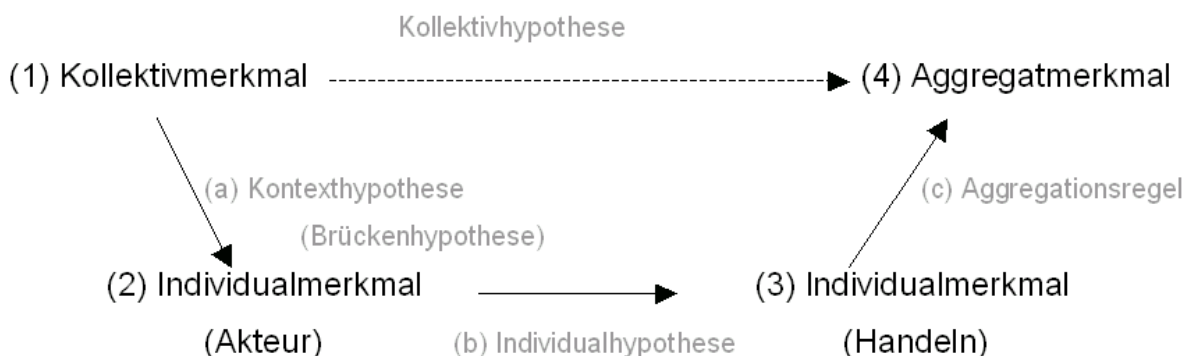 Kollektivhypothese
(1) Kollektivmerkmal
(4) Aggregatmerkmal
(a) Kontexthypothese
(c) Aggregationsregel
(Brückenhypothese)
(2) Individualmerkmal
(3) Individualmerkmal
(Akteur)
(b) Individualhypothese
(Handeln)